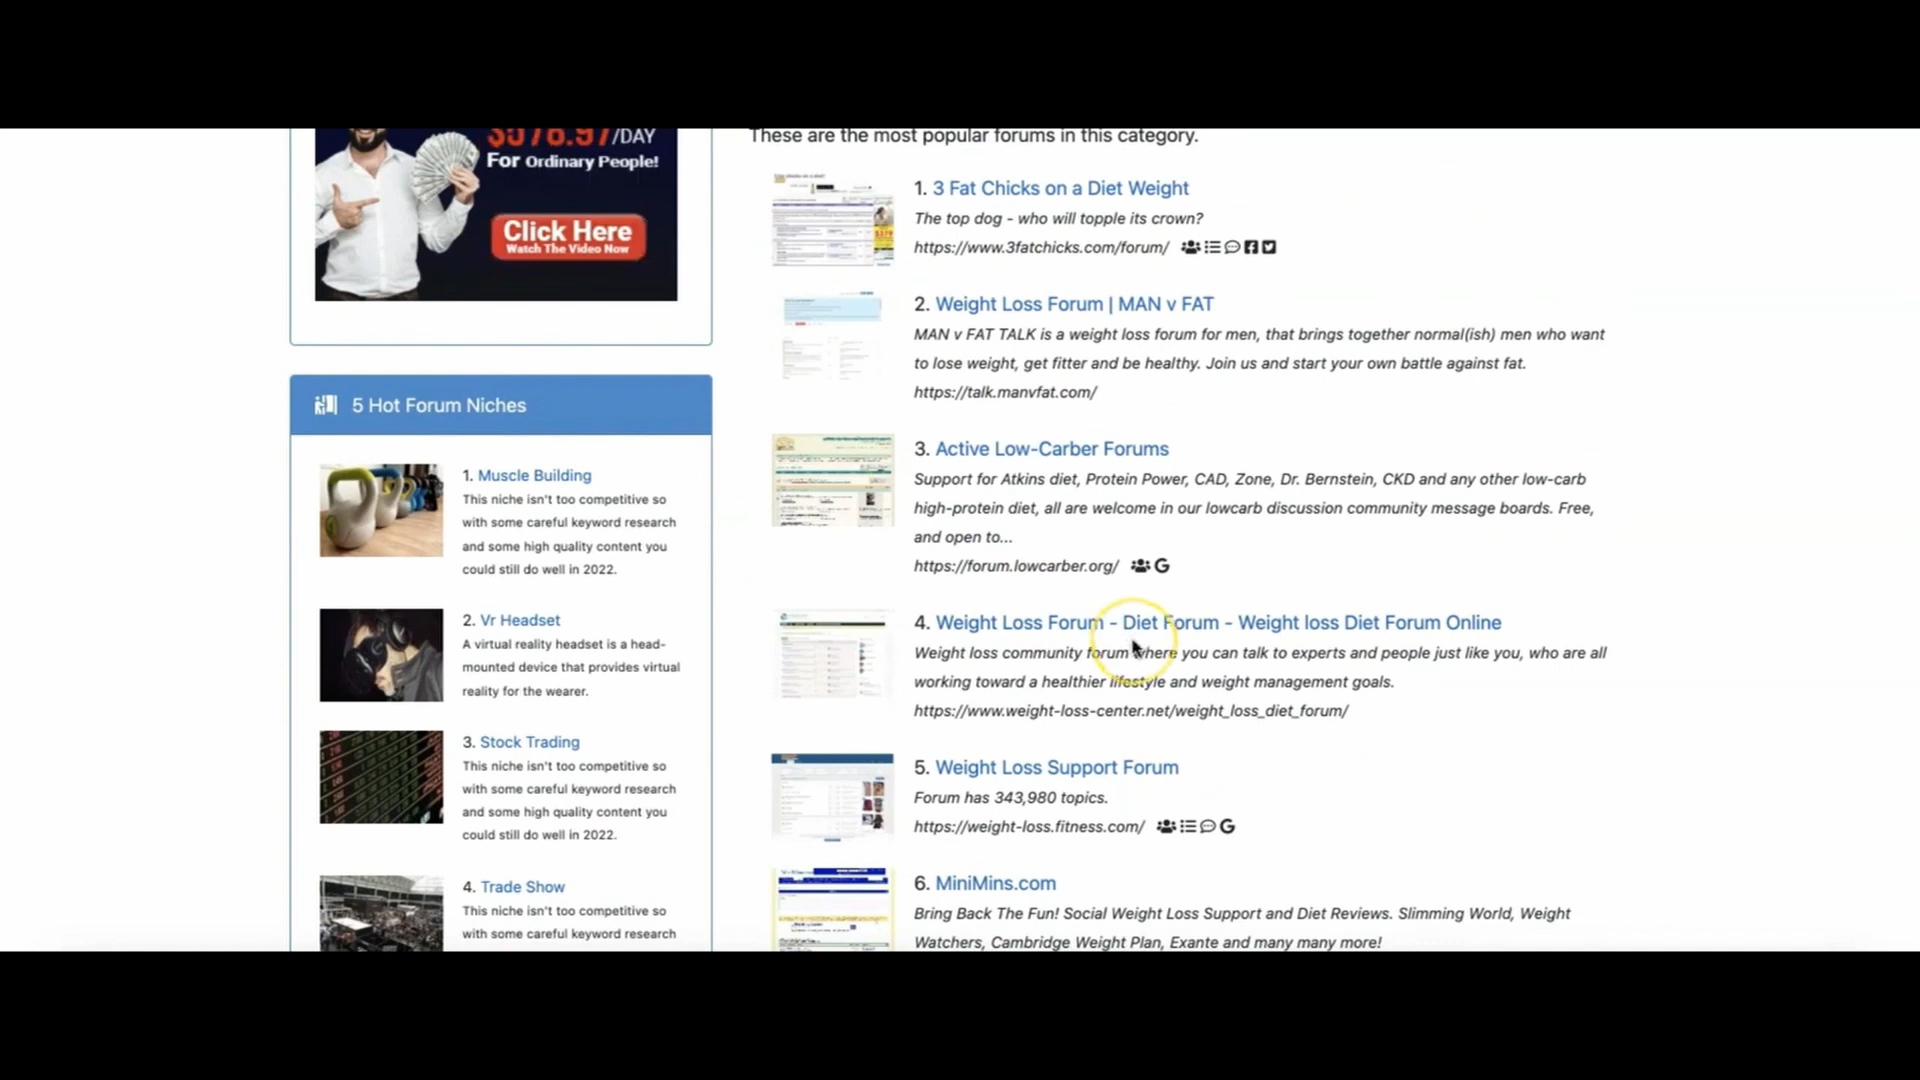 $578.97/DAY
For Ordinary People!
Click Here
Watch The Video Now
5 Hot Forum Niches
1. Muscle Building
This niche isn't too competitive so
with some careful keyword research
and some high quality content you
could still do well in 2022.
2. Vr Headset
A virtual reality headset is a head-
mounted device that provides virtual
reality for the wearer.
3. Stock Trading
This niche isn't too competitive so
with some careful keyword research
and some high quality content you
could still do well in 2022.
4. Trade Show
This niche isn't too competitive so
with some careful keyword research
These are the most popular forums in this category.
1. 3 Fat Chicks on a Diet Weight
The top dog - who will topple its crown?
https://www.3fatchicks.com/forum/
2. Weight Loss Forum | MAN v FAT
MAN v FAT TALK is a weight loss forum for men, that brings together normal(ish) men who want
to lose weight, get fitter and be healthy. Join us and start your own battle against fat.
https://talk.manvfat.com/
3. Active Low-Carber Forums
Support for Atkins diet, Protein Power, CAD, Zone, Dr. Bernstein, CKD and any other low-carb
high-protein diet, all are welcome in our lowcarb discussion community message boards. Free,
and open to...
https://forum.lowcarber.org/
4. Weight Loss Forum - Diet Forum - Weight loss Diet Forum Online
Weight loss community forum where you can talk to experts and people just like you, who are all
working toward a healthier lifestyle and weight management goals.
https://www.weight-loss-center.net/weight_loss_diet_forum/
5. Weight Loss Support Forum
Forum has 343,980 topics.
https://weight-loss.fitness.com/
6. MiniMins.com
Bring Back The Fun! Social Weight Loss Support and Diet Reviews. Slimming World, Weight
Watchers, Cambridge Weight Plan, Exante and many many more!